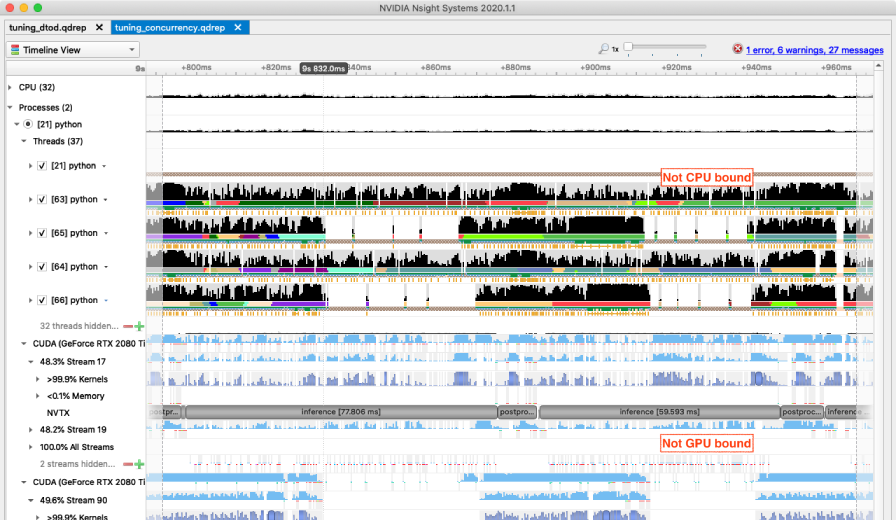 NVIDIA Nsight Systems 2020.1.1
tuning_dtod.qdrep ✕ tuning_concurrency.qdrep ✕
Timeline View 1x 1 error, 6 warnings, 27 messages
9s +800ms +820ms 9s 832.0ms 840ms +860ms +880ms +900ms +920ms +940ms +960ms
CPU (32)
Processes (2)
[21] python
Threads (37)
[21] python
Not CPU bound
[63] python
[65] python
[64] python
[66] python
32 threads hidden...
CUDA (GeForce RTX 2080 Ti
48.3% Stream 17
>99.9% Kernels
<0.1% Memory
NVTX postpr... inference [77.806 ms] postproc... inference [59.593 ms] postproc... inference...
48.2% Stream 19
Not GPU bound
100.0% All Streams
2 streams hidden...
CUDA (GeForce RTX 2080 Ti
49.6% Stream 90
>99.9% Kernels